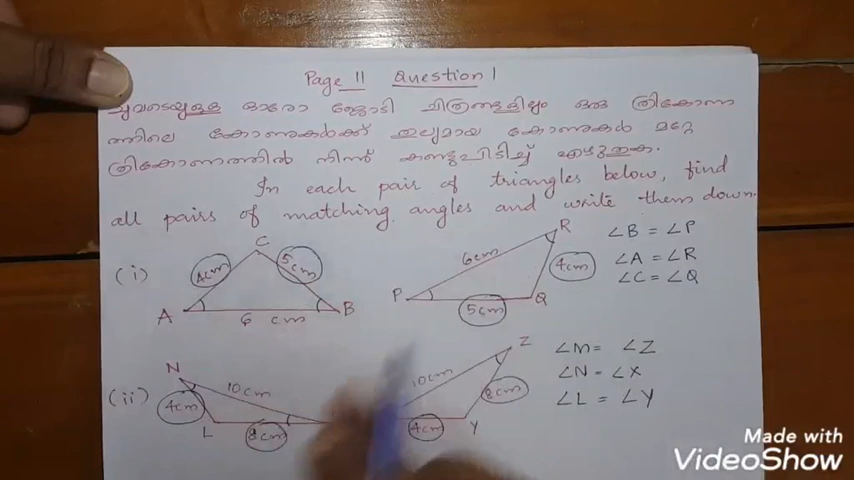 Page 11 Question 1
ചുവടെയുള്ള ഓരോ ജോടി ചിത്രങ്ങളിലും ഒരു ത്രികോണ
ത്തിലെ കോണുകൾക്ക് തുല്യമായ കോണുകൾ മറ്റേ
ത്രികോണത്തിൽ നിന്ന് കണ്ടുപിടിച്ച് എഴുതുക.
In each pair of triangles below, find
all pairs of matching angles and write them down.
(i) C 4cm 5cm A 6 cm B
R 6cm 4cm P Q 5cm
∠B = ∠P
∠A = ∠R
∠C = ∠Q
(ii) N 10cm 4cm L 8cm
Z 10cm 8cm 4cm Y
∠M = ∠Z
∠N = ∠X
∠L = ∠Y
Made with
VideoShow